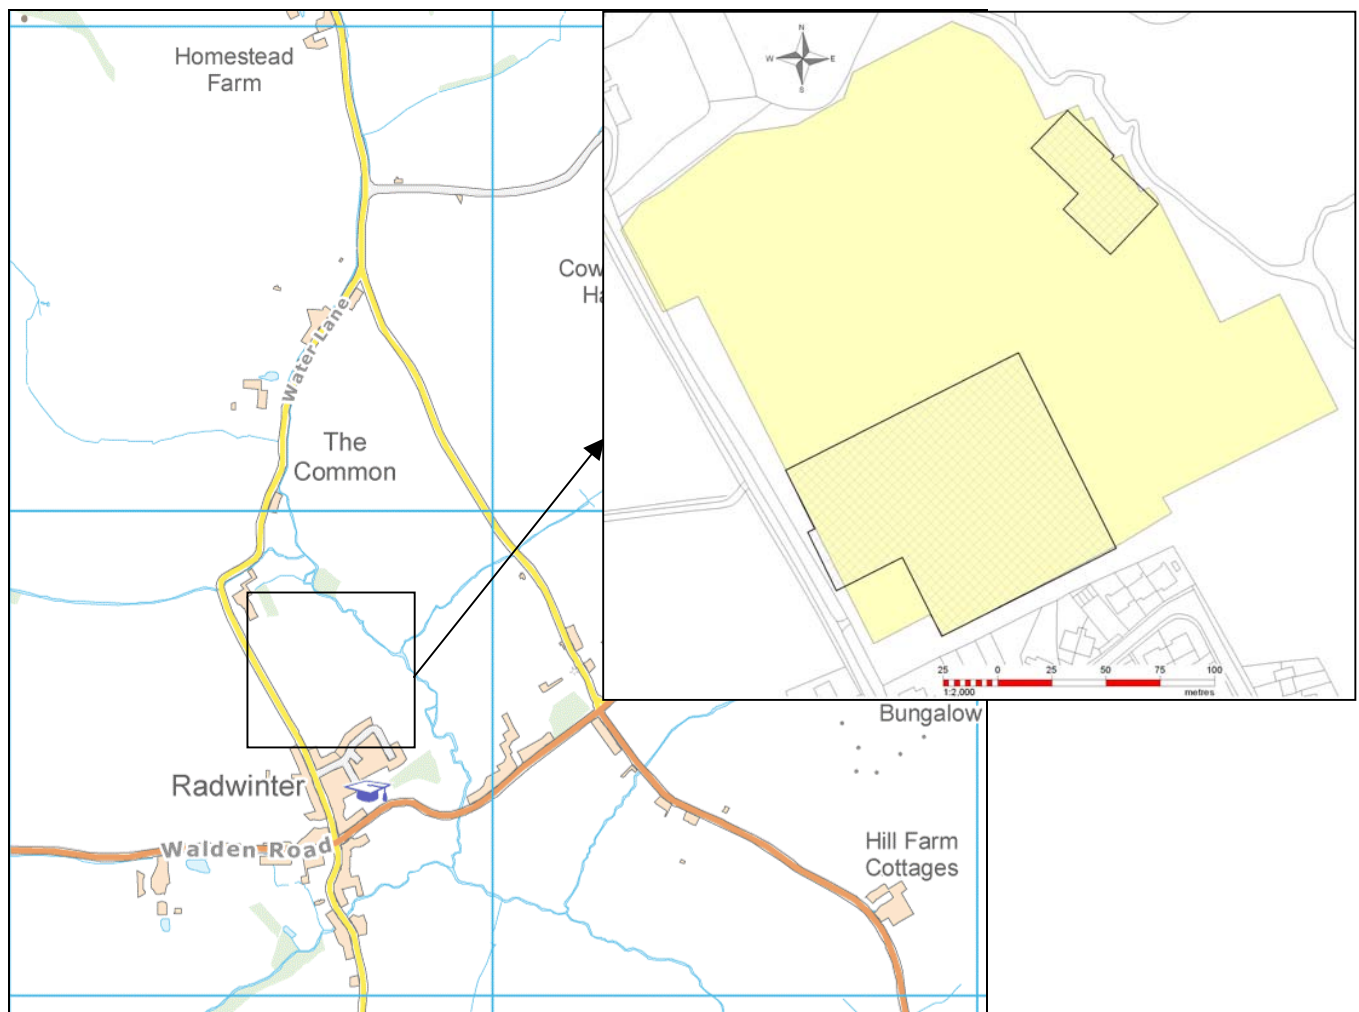 Homestead
Farm
N
W
E
S
Cow
Ha
Water Lane
The
Common
25
0
25
50
75
100
1:2,000
metres
Bungalow
Radwinter
Walden Road
Hill Farm
Cottages